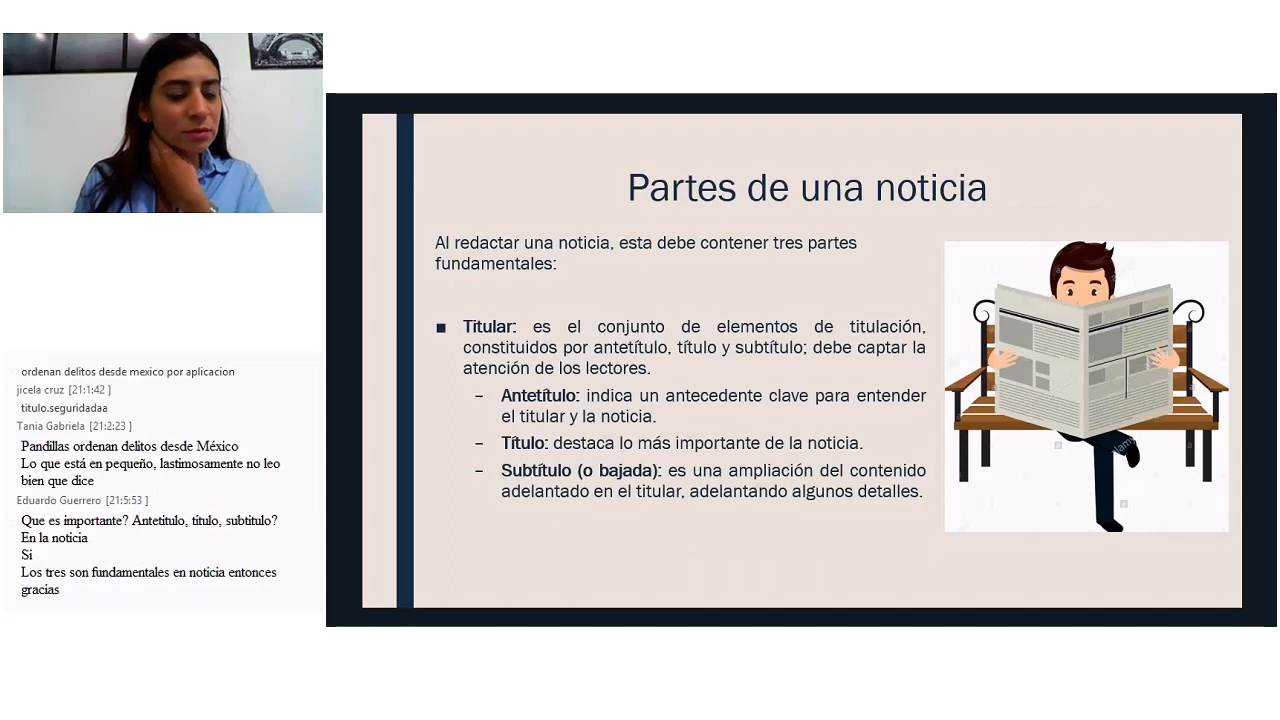 Partes de una noticia
Al redactar una noticia, esta debe contener tres partes
fundamentales:
■ Titular: es el conjunto de elementos de titulación,
constituidos por antetítulo, título y subtítulo; debe captar la
atención de los lectores.
– Antetítulo: indica un antecedente clave para entender
el titular y la noticia.
– Título: destaca lo más importante de la noticia.
– Subtítulo (o bajada): es una ampliación del contenido
adelantado en el titular, adelantando algunos detalles.
ordenan delitos desde mexico por aplicacion
jicela cruz [21:1:42 ]
titulo.seguridadaa
Tania Gabriela [21:2:23 ]
Pandillas ordenan delitos desde México
Lo que está en pequeño, lastimosamente no leo
bien que dice
Eduardo Guerrero [21:5:53 ]
Que es importante? Antetitulo, título, subtitulo?
En la noticia
Si
Los tres son fundamentales en noticia entonces
gracias